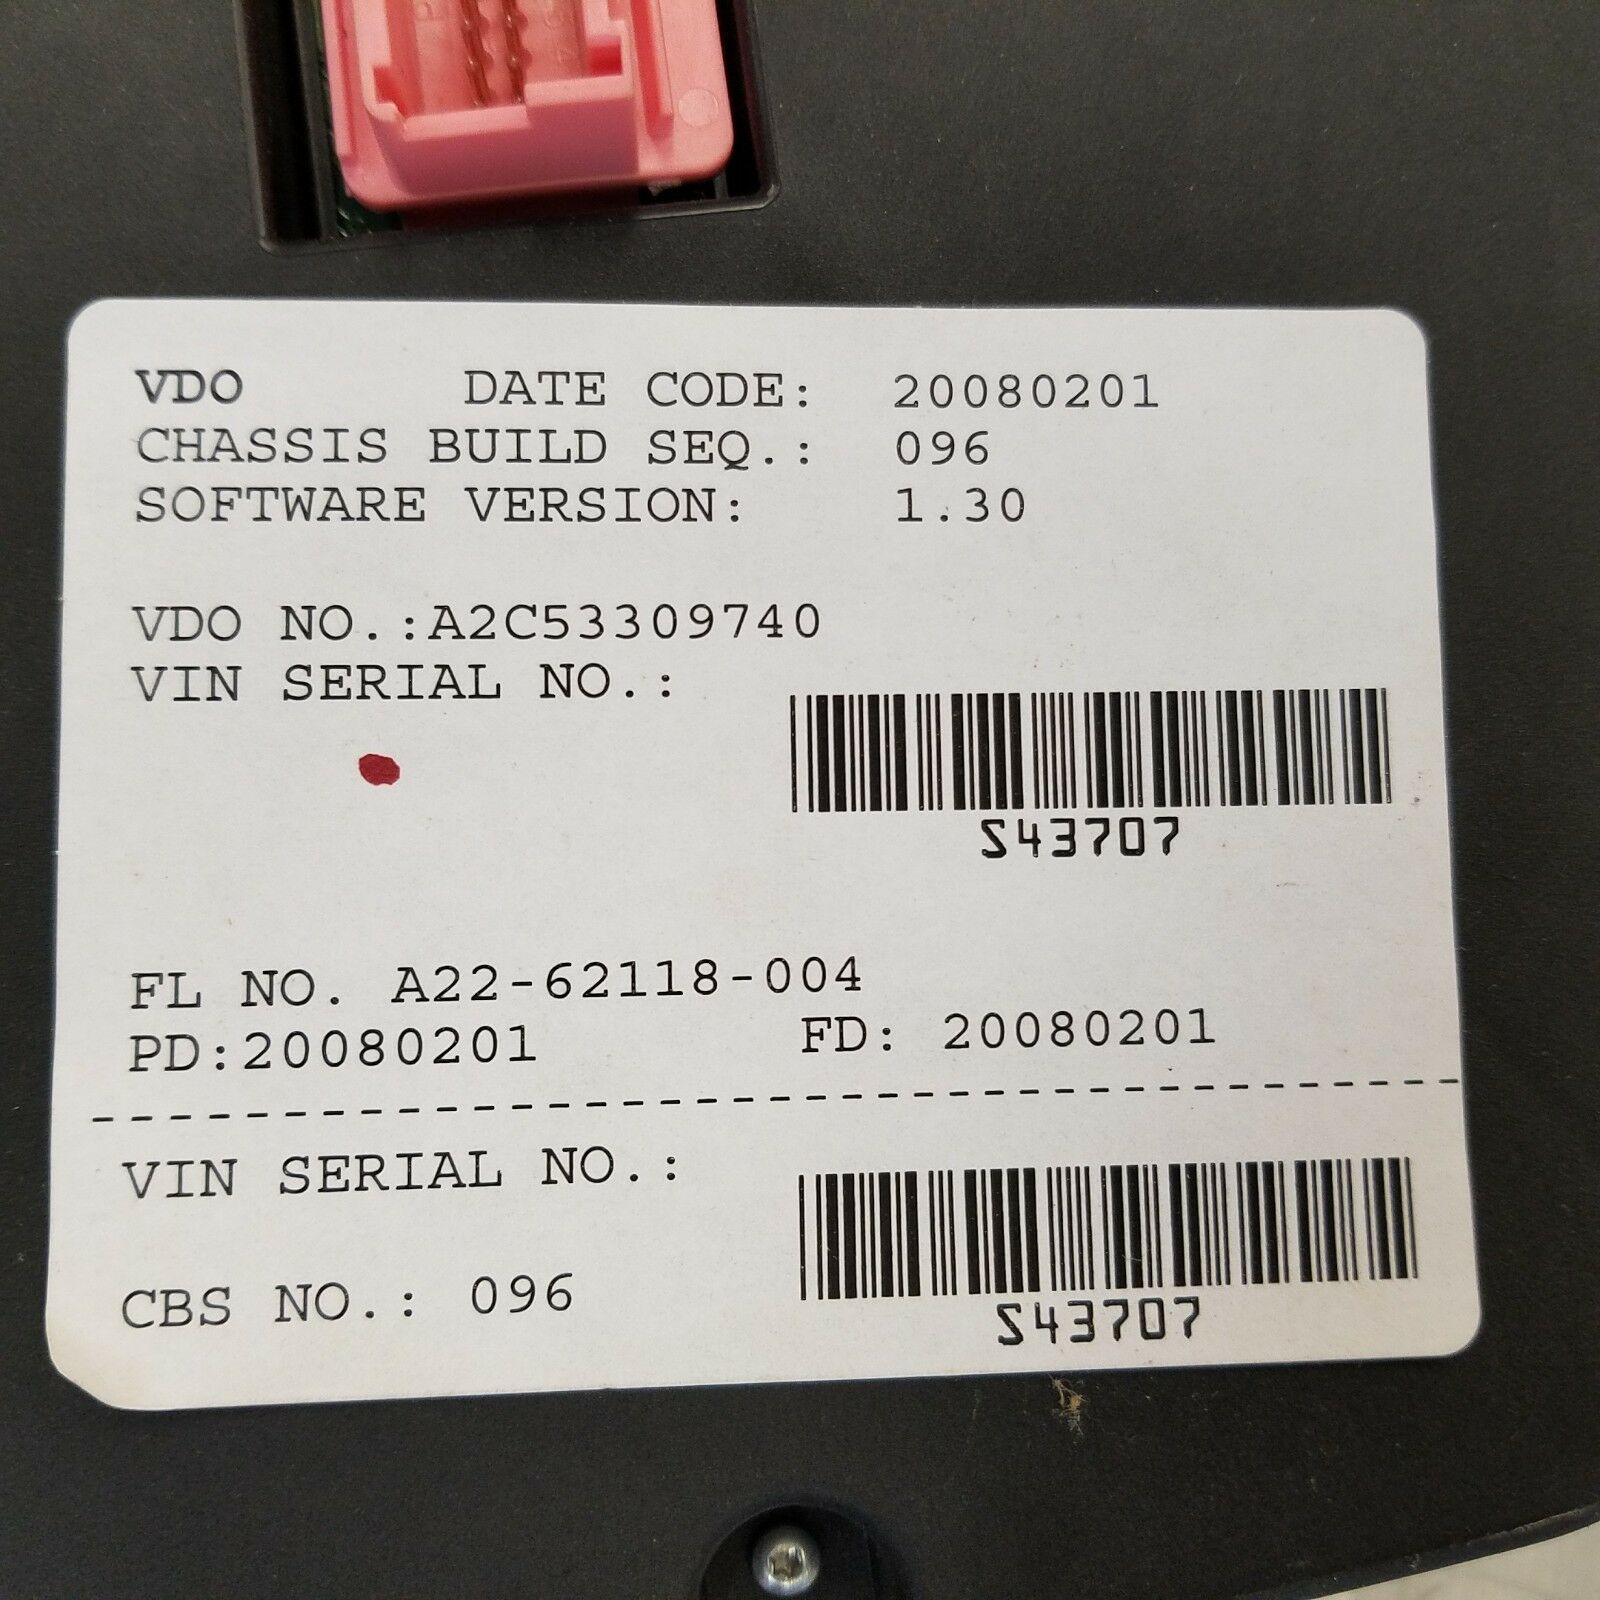 VDO DATE CODE: 20080201
CHASSIS BUILD SEQ.: 096
SOFTWARE VERSION: 1.30
VDO NO.:A2C53309740
VIN SERIAL NO.:
S43707
FL NO. A22-62118-004
PD:20080201 FD: 20080201
VIN SERIAL NO.:
CBS NO.: 096
S43707